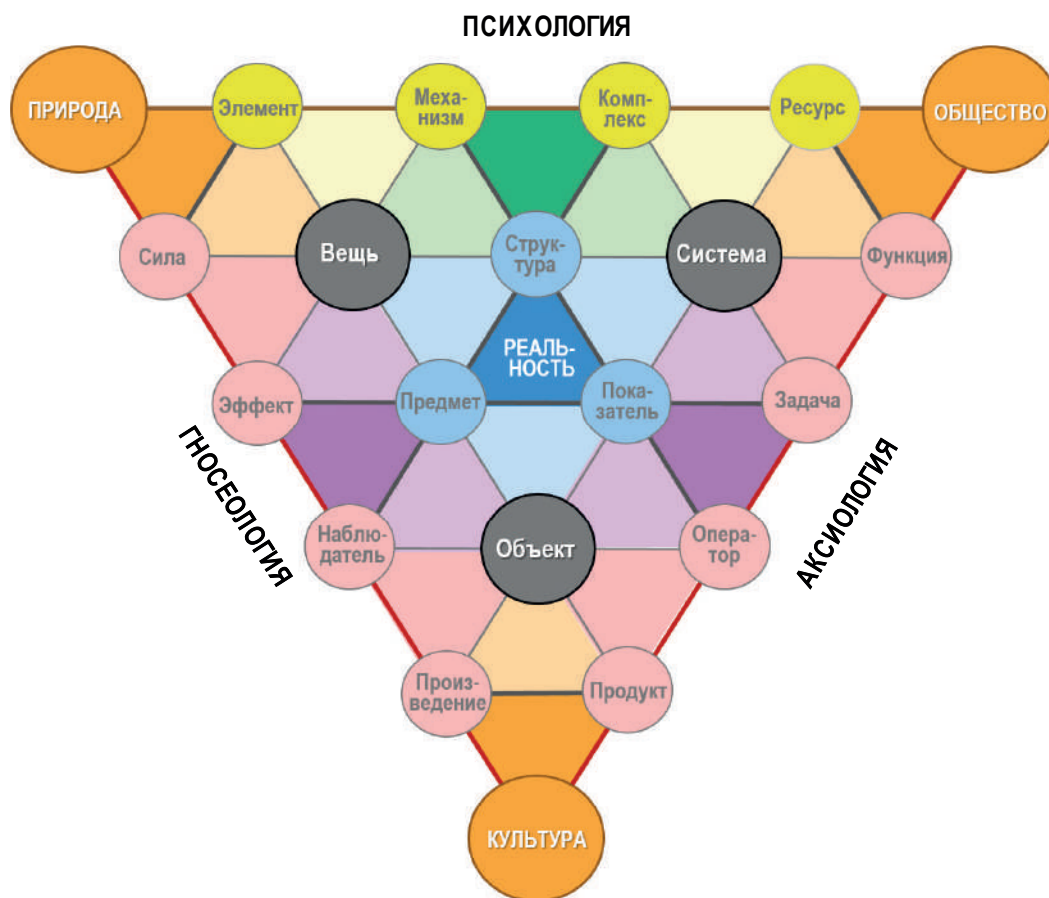 ПСИХОЛОГИЯ
ПРИРОДА
Элемент
Меха-
низм
Комп-
лекс
Ресурс
ОБЩЕСТВО
Сила
Вещь
Струк-
тура
Система
Функция
РЕАЛЬ-
НОСТЬ
Эффект
Предмет
Пока-
затель
Задача
ГНОСЕОЛОГИЯ
АКСИОЛОГИЯ
Наблю-
датель
Объект
Опера-
тор
Произ-
ведение
Продукт
КУЛЬТУРА